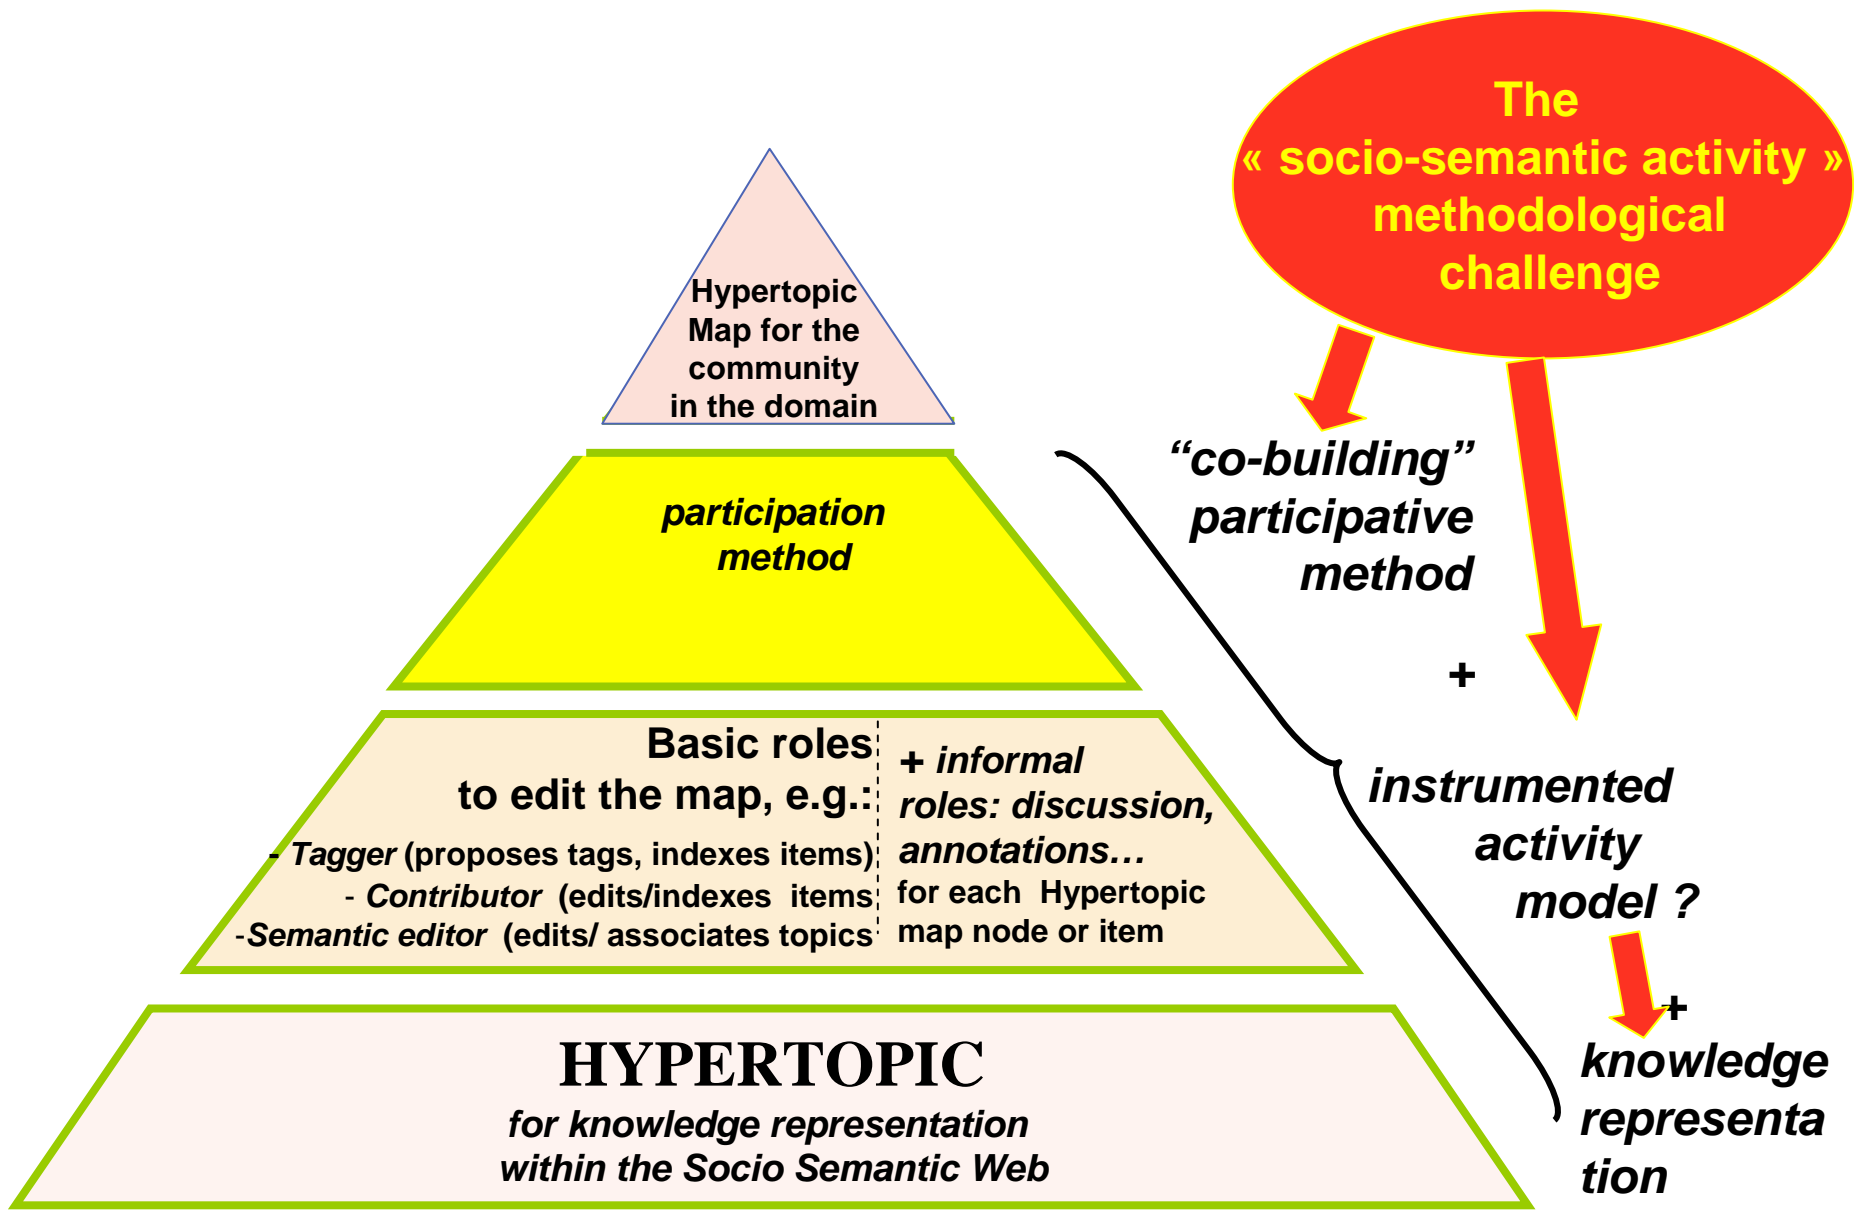 The
« socio-semantic activity »
methodological
challenge
Hypertopic
Map for the
community
in the domain
participation
method
Basic roles
to edit the map, e.g.:
- Tagger (proposes tags, indexes items)
- Contributor (edits/indexes items
-Semantic editor (edits/ associates topics
+ informal
roles: discussion,
annotations…
for each Hypertopic
map node or item
HYPERTOPIC
for knowledge representation
within the Socio Semantic Web
“co-building”
participative
method
+
instrumented
activity
model ?
+
knowledge
representa
tion